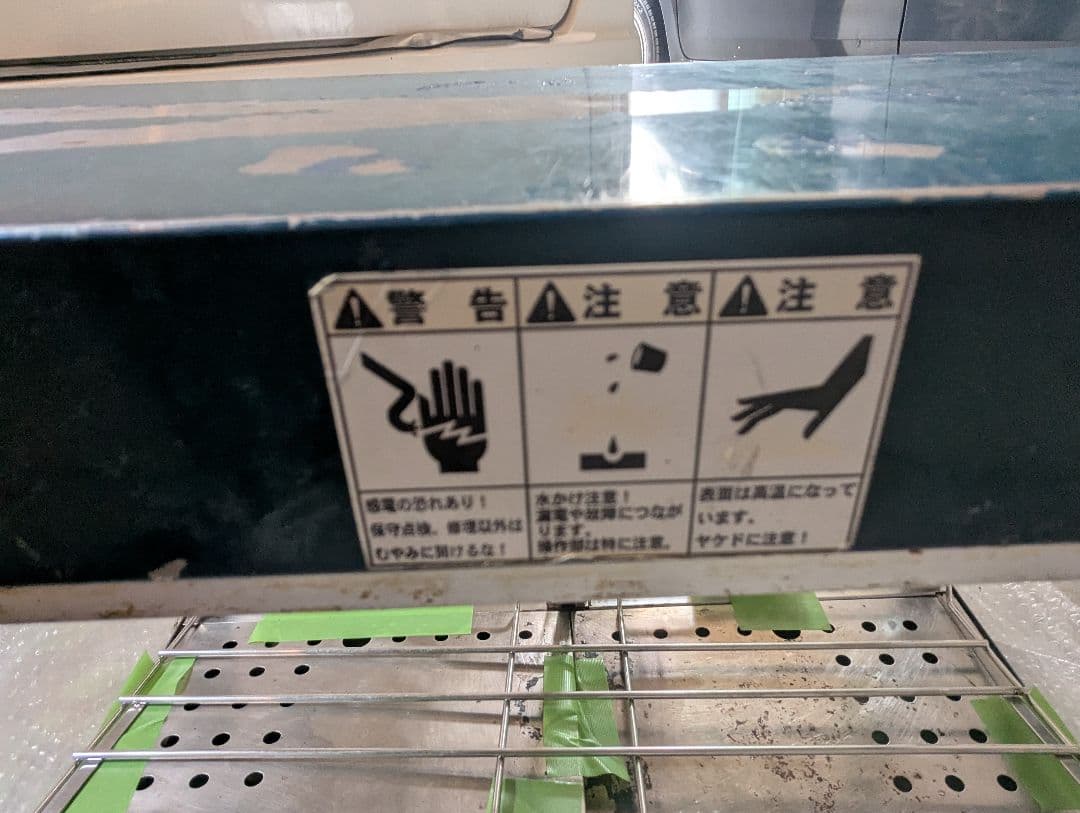 警告
感電の恐れあり!
保守点検、修理以外は
むやみに開けるな!
注意
水かけ注意!
漏電や故障につなが
ります。
操作部は特に注意。
注意
表面は高温になって
います。
ヤケドに注意!